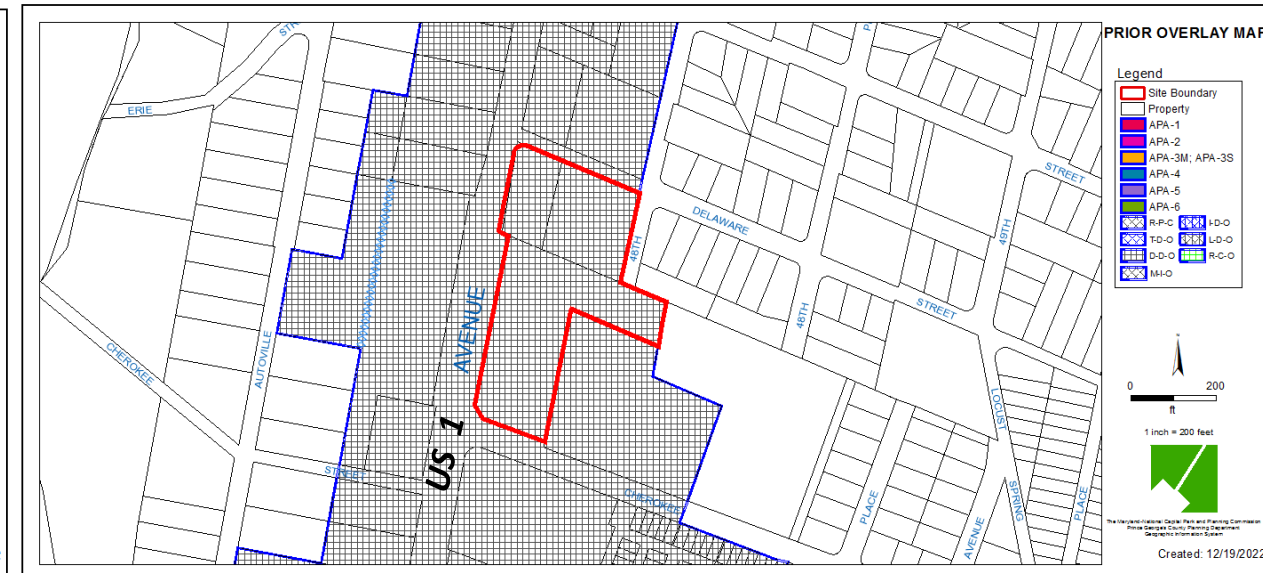 PRIOR OVERLAY MAP
Legend
Site Boundary
Property
APA-1
APA-2
APA-3M; APA-3S
APA-4
APA-5
APA-6
R-P-C
I-D-O
T-D-O
L-D-O
D-D-O
R-C-O
M-I-O
0 200
ft
1 inch = 200 feet
The Maryland-National Capital Park and Planning Commission
Prince George's County Planning Department
Geographic Information System
Created: 12/19/2022
ERIE
AUTOVILLE
CHEROKEE
STREET
AVENUE
US 1
CHEROKEE
48TH
DELAWARE
STREET
48TH
49TH
STREET
LOCUST
SPRING
PLACE
PLACE
AVENUE